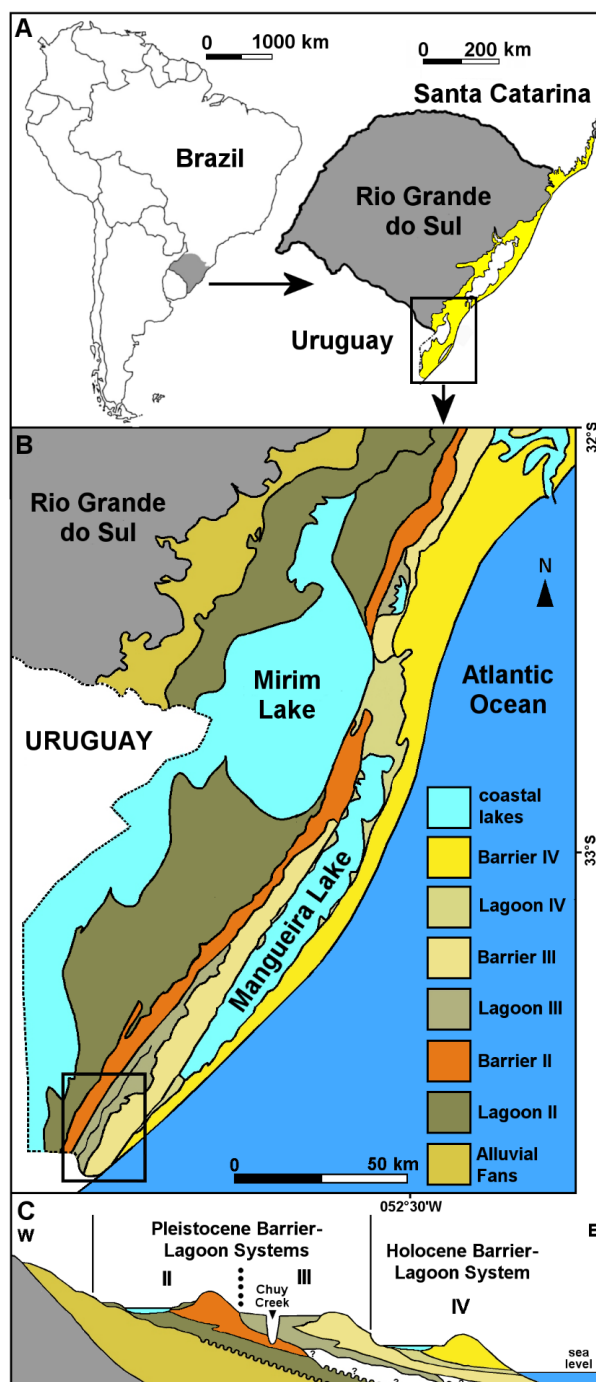 A
0 1000 km
0 200 km
Santa Catarina
Brazil
Rio Grande
do Sul
Uruguay
B
32°S
Rio Grande
do Sul
N
Mirim
Lake
Atlantic
Ocean
URUGUAY
coastal
lakes
Barrier IV
33°S
Lagoon IV
Mangueira Lake
Barrier III
Lagoon III
Barrier II
Lagoon II
Alluvial
Fans
0 50 km
052°30'W
C
W
E
Pleistocene Barrier-
Lagoon Systems
Holocene Barrier-
Lagoon System
II
III
IV
Chuy
Creek
sea
level
? ? ? ? ?